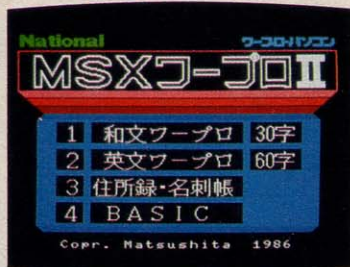 National ワープロ・パソコン
MSXワープロII
1 和文ワープロ 30字
2 英文ワープロ 60字
3 住所録・名刺帳
4 BASIC
Copr. Matsushita 1986